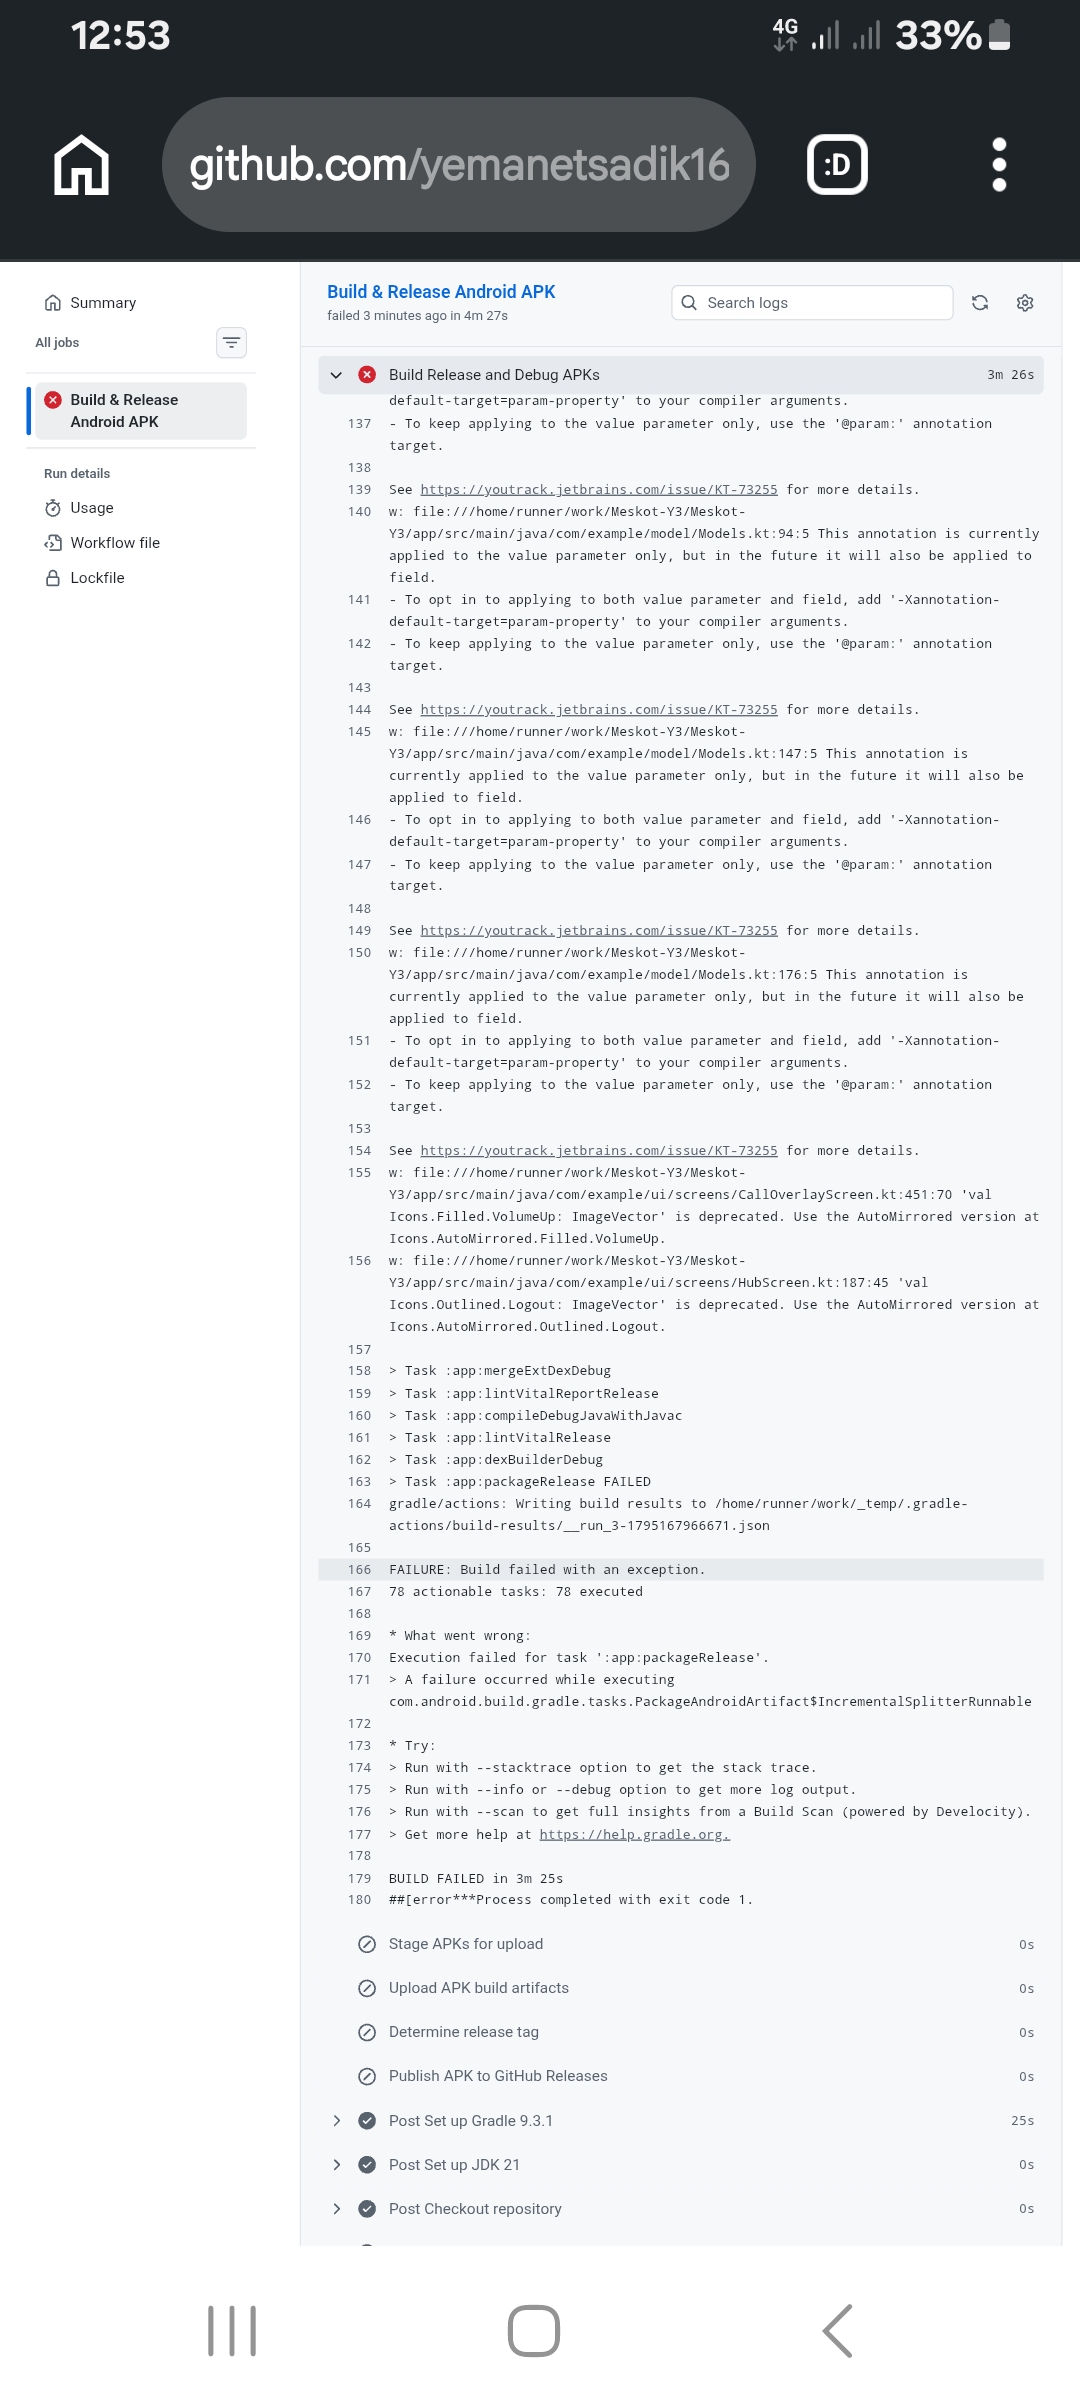 12:53
4G
33%
github.com/yemanetsadik16
:D
Summary
All jobs
Build & Release
Android APK
Run details
Usage
Workflow file
Lockfile
Build & Release Android APK
failed 3 minutes ago in 4m 27s
Search logs
Build Release and Debug APKs
3m 26s
default-target=param-property' to your compiler arguments.
137 - To keep applying to the value parameter only, use the '@param:' annotation
target.
138
139 See https://youtrack.jetbrains.com/issue/KT-73255 for more details.
140 w: file:///home/runner/work/Meskot-Y3/Meskot-
Y3/app/src/main/java/com/example/model/Models.kt:94:5 This annotation is currently
applied to the value parameter only, but in the future it will also be applied to
field.
141 - To opt in to applying to both value parameter and field, add '-Xannotation-
default-target=param-property' to your compiler arguments.
142 - To keep applying to the value parameter only, use the '@param:' annotation
target.
143
144 See https://youtrack.jetbrains.com/issue/KT-73255 for more details.
145 w: file:///home/runner/work/Meskot-Y3/Meskot-
Y3/app/src/main/java/com/example/model/Models.kt:147:5 This annotation is
currently applied to the value parameter only, but in the future it will also be
applied to field.
146 - To opt in to applying to both value parameter and field, add '-Xannotation-
default-target=param-property' to your compiler arguments.
147 - To keep applying to the value parameter only, use the '@param:' annotation
target.
148
149 See https://youtrack.jetbrains.com/issue/KT-73255 for more details.
150 w: file:///home/runner/work/Meskot-Y3/Meskot-
Y3/app/src/main/java/com/example/model/Models.kt:176:5 This annotation is
currently applied to the value parameter only, but in the future it will also be
applied to field.
151 - To opt in to applying to both value parameter and field, add '-Xannotation-
default-target=param-property' to your compiler arguments.
152 - To keep applying to the value parameter only, use the '@param:' annotation
target.
153
154 See https://youtrack.jetbrains.com/issue/KT-73255 for more details.
155 w: file:///home/runner/work/Meskot-Y3/Meskot-
Y3/app/src/main/java/com/example/ui/screens/CallOverlayScreen.kt:451:70 'val
Icons.Filled.VolumeUp: ImageVector' is deprecated. Use the AutoMirrored version at
Icons.AutoMirrored.Filled.VolumeUp.
156 w: file:///home/runner/work/Meskot-Y3/Meskot-
Y3/app/src/main/java/com/example/ui/screens/HubScreen.kt:187:45 'val
Icons.Outlined.Logout: ImageVector' is deprecated. Use the AutoMirrored version at
Icons.AutoMirrored.Outlined.Logout.
157
158 > Task :app:mergeExtDexDebug
159 > Task :app:lintVitalReportRelease
160 > Task :app:compileDebugJavaWithJavac
161 > Task :app:lintVitalRelease
162 > Task :app:dexBuilderDebug
163 > Task :app:packageRelease FAILED
164 gradle/actions: Writing build results to /home/runner/work/_temp/.gradle-
actions/build-results/__run_3-1795167966671.json
165
166 FAILURE: Build failed with an exception.
167 78 actionable tasks: 78 executed
168
169 * What went wrong:
170 Execution failed for task ':app:packageRelease'.
171 > A failure occurred while executing
com.android.build.gradle.tasks.PackageAndroidArtifact$IncrementalSplitterRunnable
172
173 * Try:
174 > Run with --stacktrace option to get the stack trace.
175 > Run with --info or --debug option to get more log output.
176 > Run with --scan to get full insights from a Build Scan (powered by Develocity).
177 > Get more help at https://help.gradle.org.
178
179 BUILD FAILED in 3m 25s
180 ##[error***Process completed with exit code 1.
Stage APKs for upload 0s
Upload APK build artifacts 0s
Determine release tag 0s
Publish APK to GitHub Releases 0s
Post Set up Gradle 9.3.1 25s
Post Set up JDK 21 0s
Post Checkout repository 0s